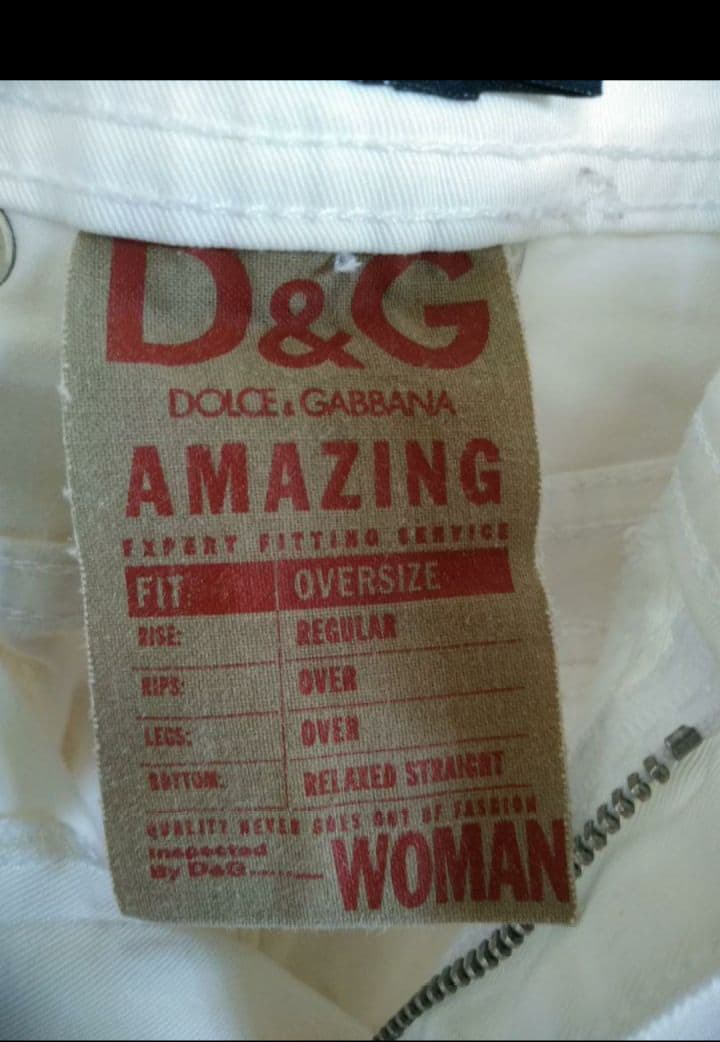 D&G
DOLCE & GABBANA
AMAZING
EXPERT FITTING SERVICE
FIT OVERSIZE
RISE: REGULAR
HIPS: OVER
LEGS: OVER
BOTTOM: RELAXED STRAIGHT
QUALITY NEVER GOES OUT OF FASHION
Inspected
By D&G........
WOMAN